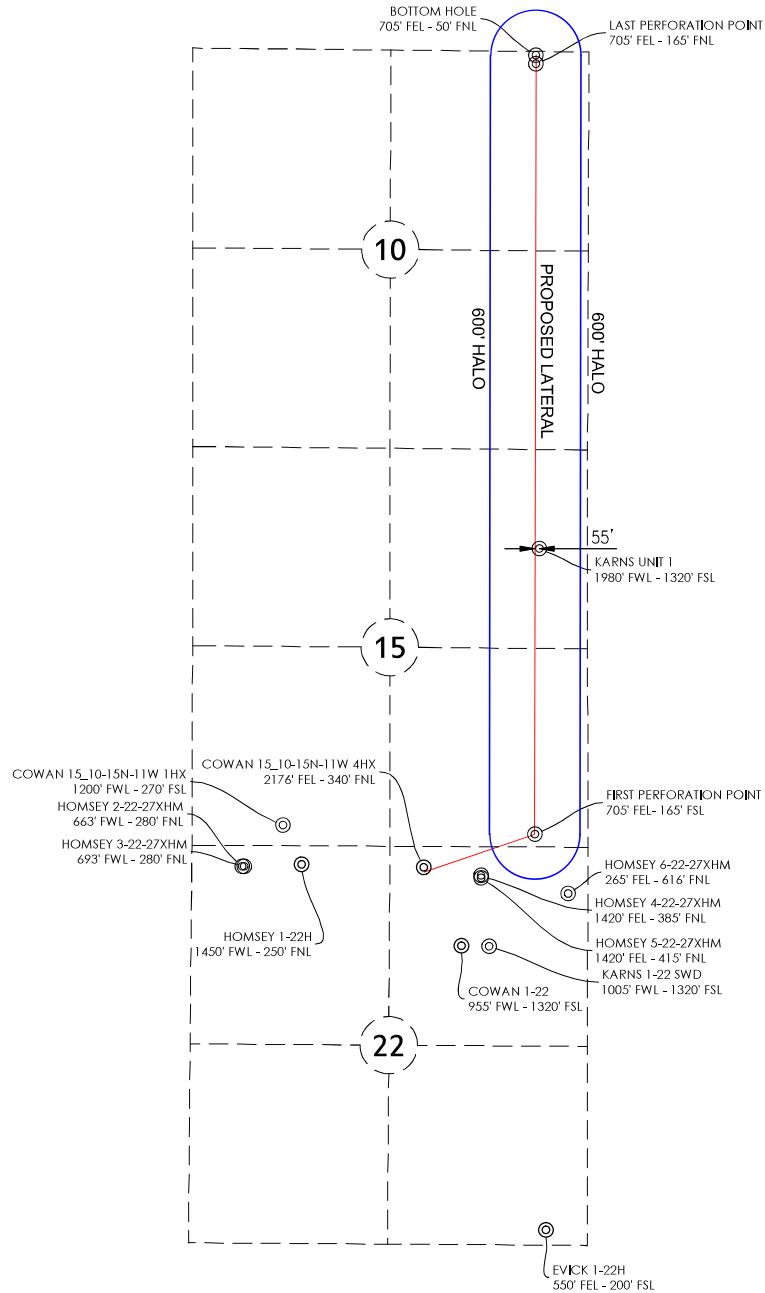 BOTTOM HOLE
705' FEL - 50' FNL
LAST PERFORATION POINT
705' FEL - 165' FNL
10
PROPOSED LATERAL
600' HALO
600' HALO
55'
KARNS UNIT 1
1980' FWL - 1320' FSL
15
COWAN 15_10-15N-11W 1HX
1200' FWL - 270' FSL
COWAN 15_10-15N-11W 4HX
2176' FEL - 340' FNL
HOMSEY 2-22-27XHM
663' FWL - 280' FNL
HOMSEY 3-22-27XHM
693' FWL - 280' FNL
FIRST PERFORATION POINT
705' FEL- 165' FSL
HOMSEY 6-22-27XHM
265' FEL - 616' FNL
HOMSEY 4-22-27XHM
1420' FEL - 385' FNL
HOMSEY 1-22H
1450' FWL - 250' FNL
HOMSEY 5-22-27XHM
1420' FEL - 415' FNL
KARNS 1-22 SWD
1005' FWL - 1320' FSL
COWAN 1-22
955' FWL - 1320' FSL
22
EVICK 1-22H
550' FEL - 200' FSL